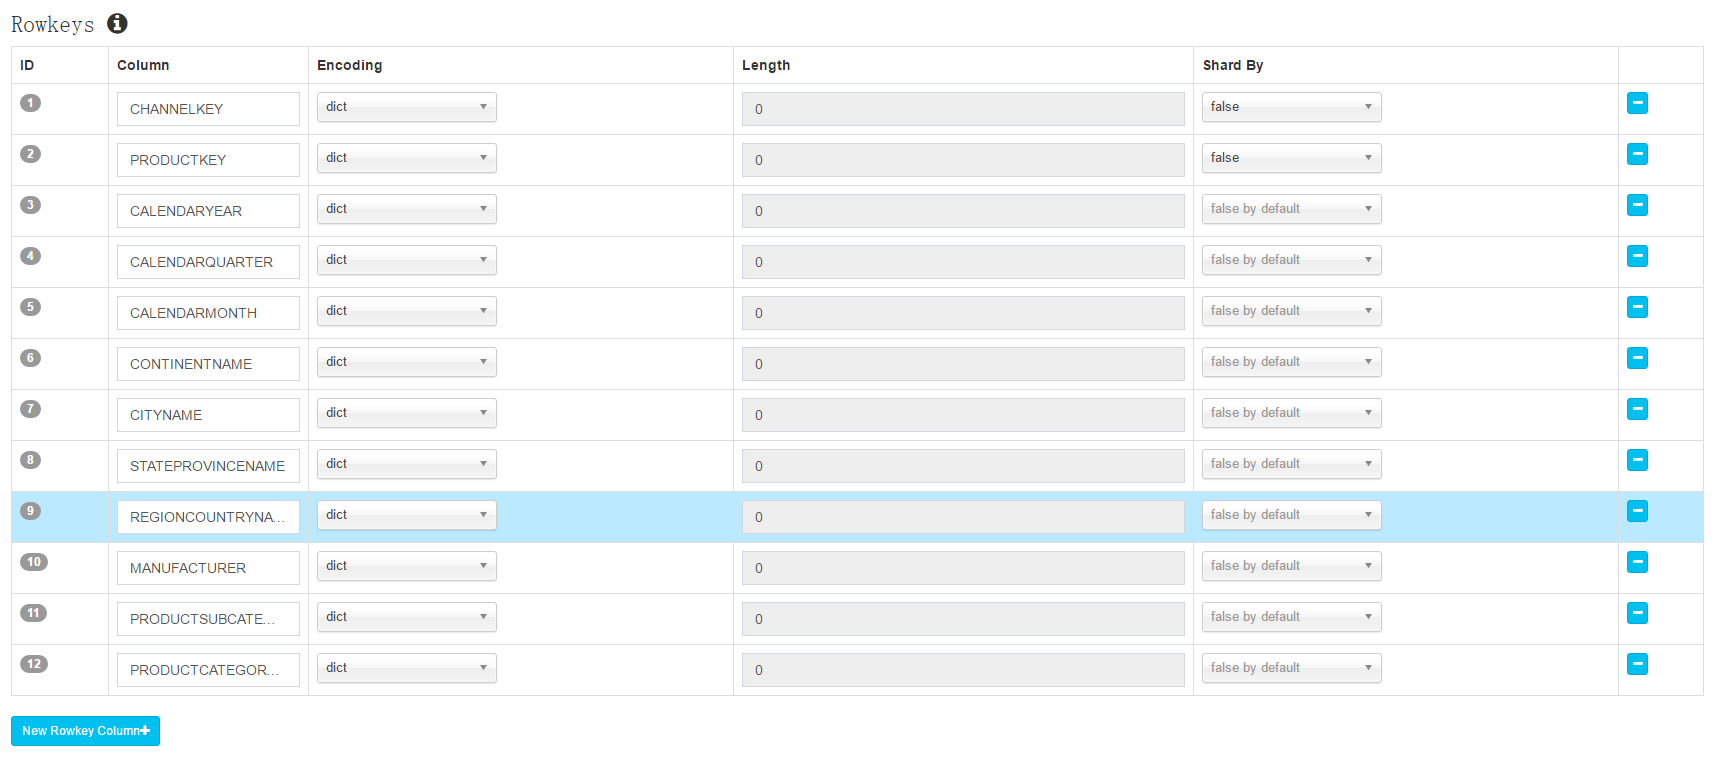 Rowkeys
ID Column Encoding Length Shard By
1 CHANNELKEY dict 0 false
2 PRODUCTKEY dict 0 false
3 CALENDARYEAR dict 0 false by default
4 CALENDARQUARTER dict 0 false by default
5 CALENDARMONTH dict 0 false by default
6 CONTINENTNAME dict 0 false by default
7 CITYNAME dict 0 false by default
8 STATEPROVINCENAME dict 0 false by default
9 REGIONCOUNTRYNA... dict 0 false by default
10 MANUFACTURER dict 0 false by default
11 PRODUCTSUBCATE... dict 0 false by default
12 PRODUCTCATEGOR... dict 0 false by default
New Rowkey Column+